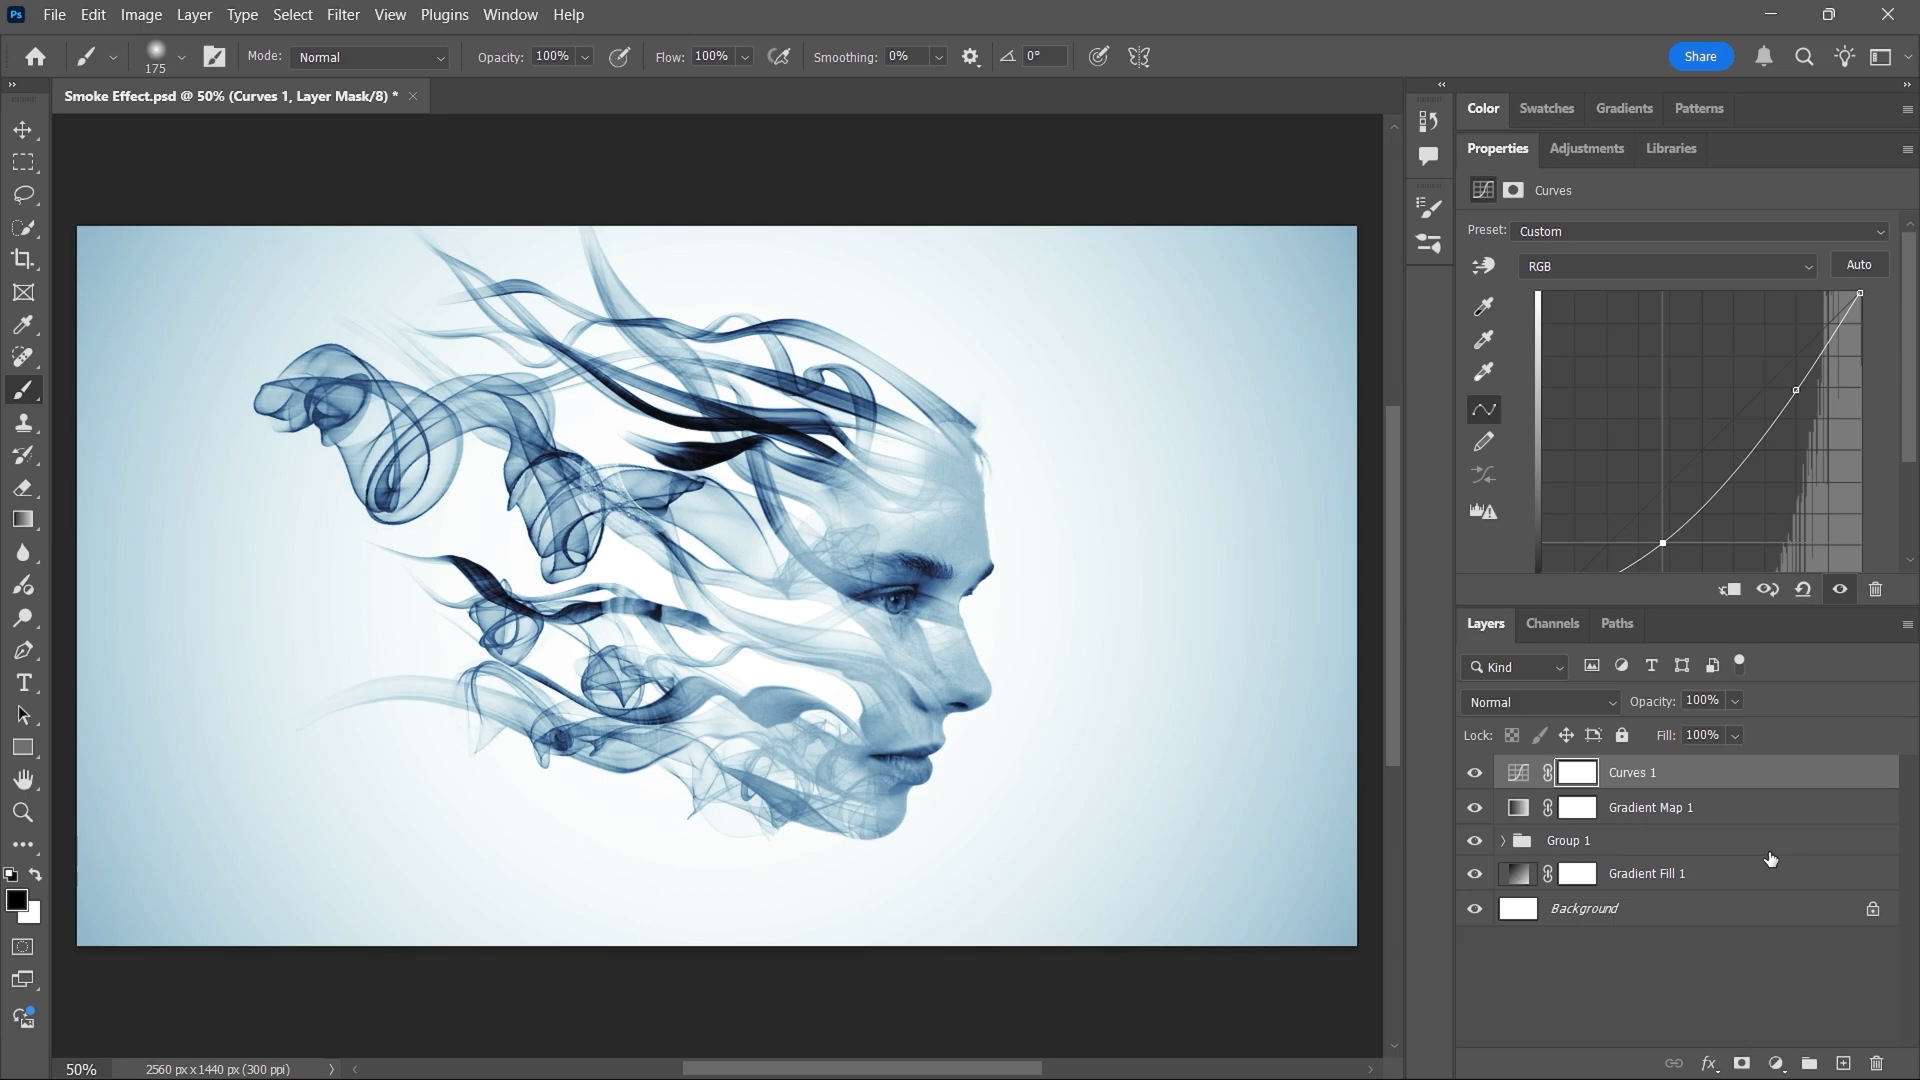 Ps File Edit Image Layer Type Select Filter View Plugins Window Help
175 Mode: Normal Opacity: 100% Flow: 100% Smoothing: 0% 0° Share
Smoke Effect.psd @ 50% (Curves 1, Layer Mask/8) *
Color Swatches Gradients Patterns
Properties Adjustments Libraries
Curves
Preset: Custom
RGB Auto
Layers Channels Paths
Kind
Normal Opacity: 100%
Lock: Fill: 100%
Curves 1
Gradient Map 1
Group 1
Gradient Fill 1
Background
50% 2560 px x 1440 px (300 ppi)
fx